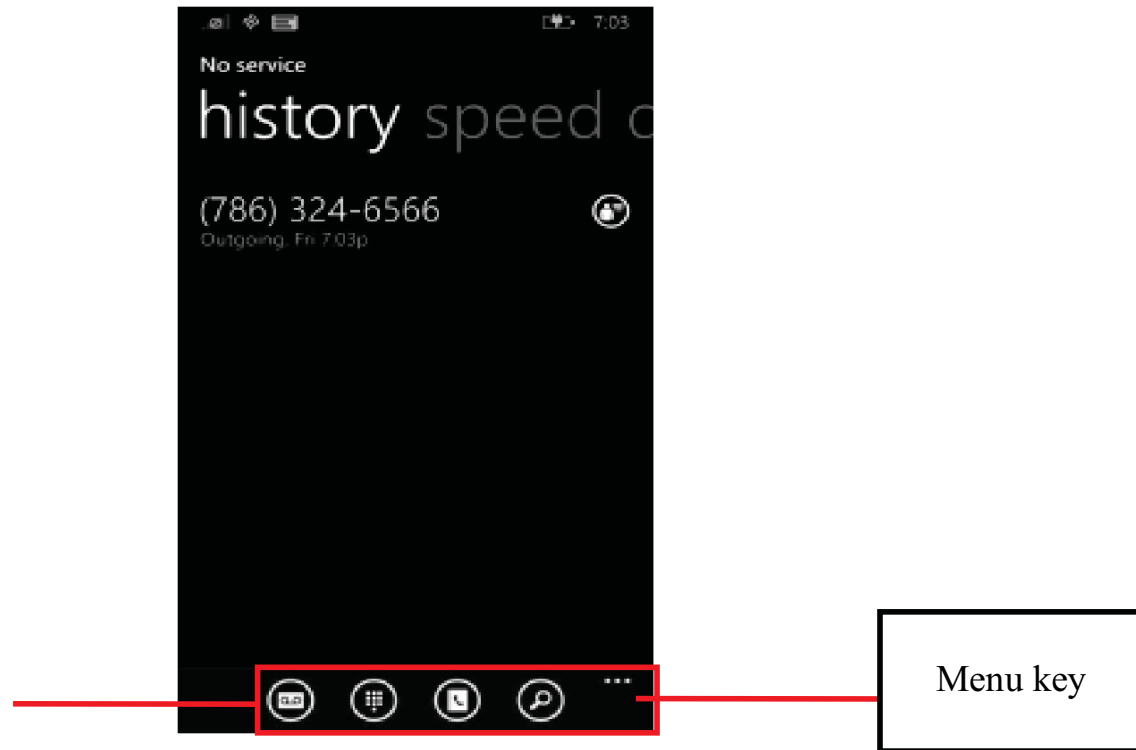 7:03
No service
history speed d
(786) 324-6566
Outgoing, Fri 7:03p
Menu key